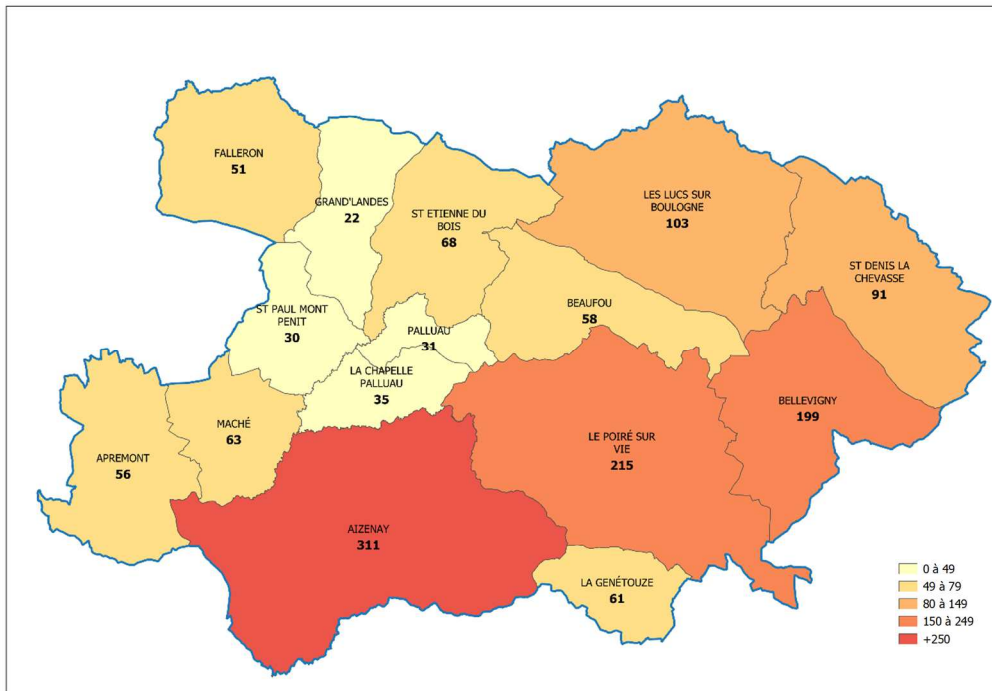 FALLERON
51
GRAND'LANDES
22
ST ETIENNE DU
BOIS
68
LES LUCS SUR
BOULOGNE
103
ST DENIS LA
CHEVASSE
91
BEAUFOU
58
ST PAUL MONT
PENIT
30
PALLUAU
31
LA CHAPELLE
PALLUAU
35
BELLEVIGNY
199
MACHÉ
63
LE POIRÉ SUR
VIE
215
APREMONT
56
AIZENAY
311
LA GENÉTOUZE
61
0 à 49
49 à 79
80 à 149
150 à 249
+250